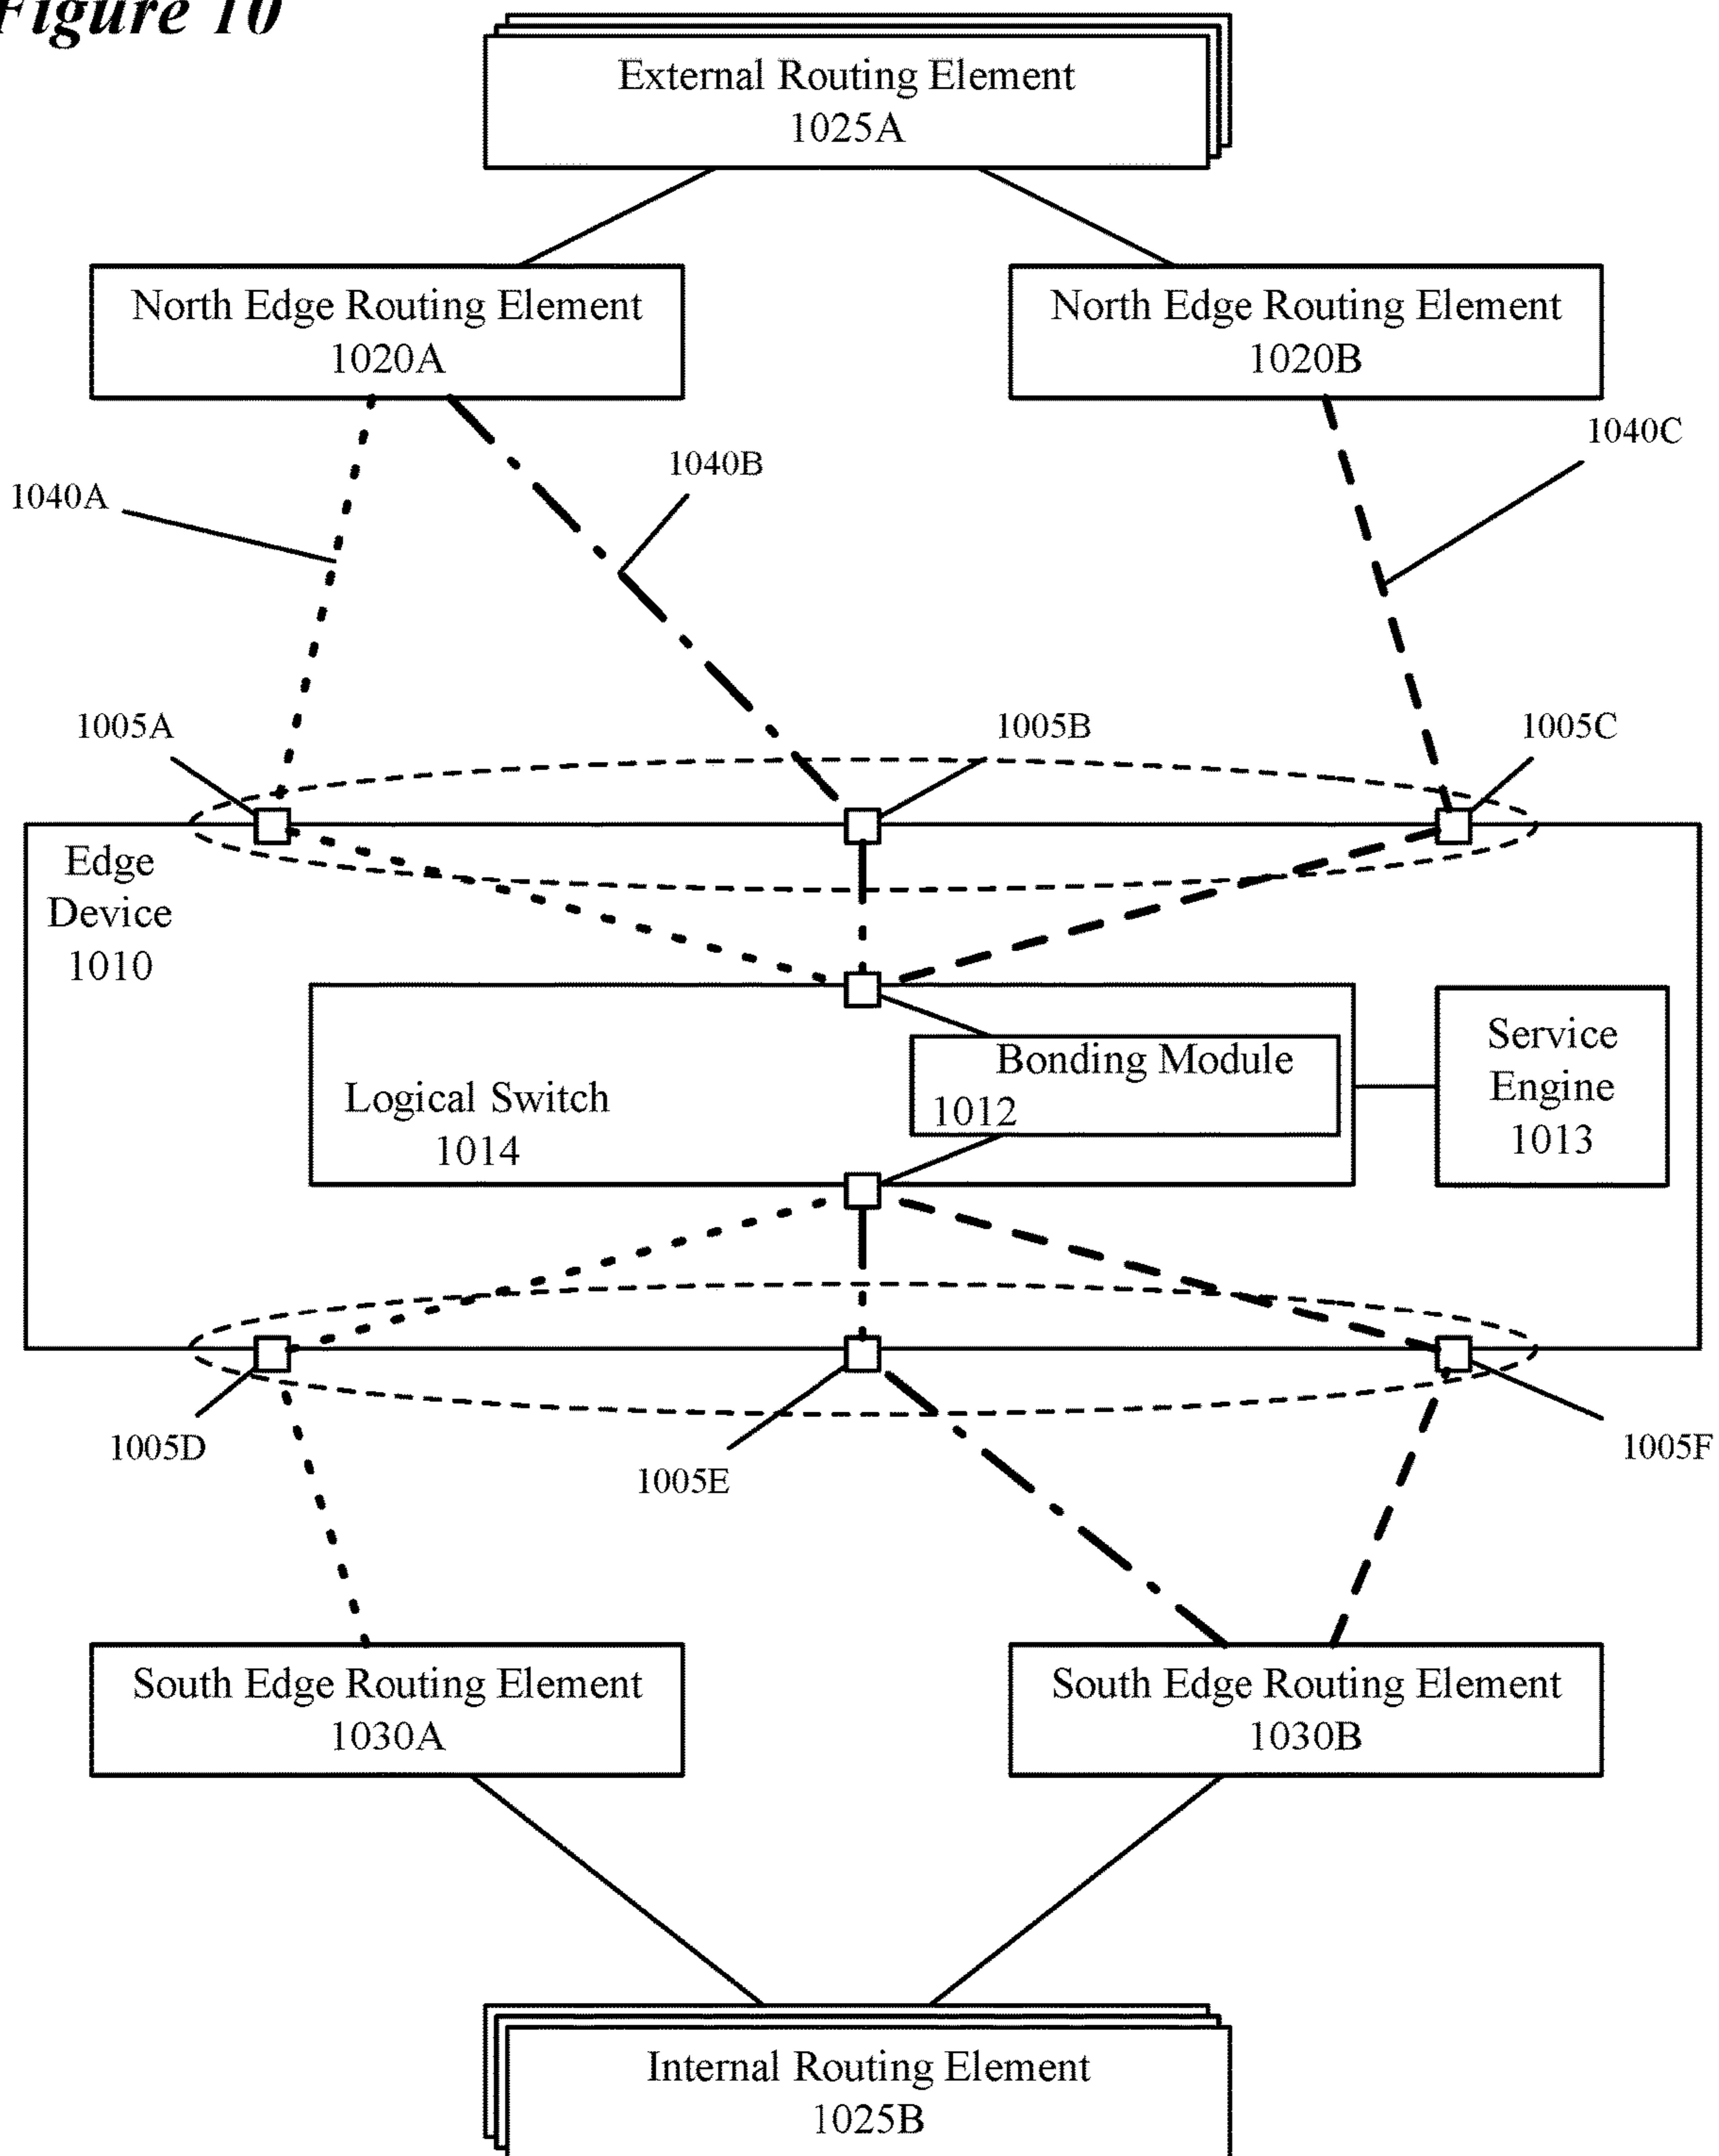 Figure 10
External Routing Element
1025A
North Edge Routing Element
1020A
North Edge Routing Element
1020B
1040C
1040B
1040A
1005A
1005B
1005C
Edge
Device
1010
Logical Switch
1014
Bonding Module
1012
Service
Engine
1013
1005D
1005E
1005F
South Edge Routing Element
1030A
South Edge Routing Element
1030B
Internal Routing Element
1025B